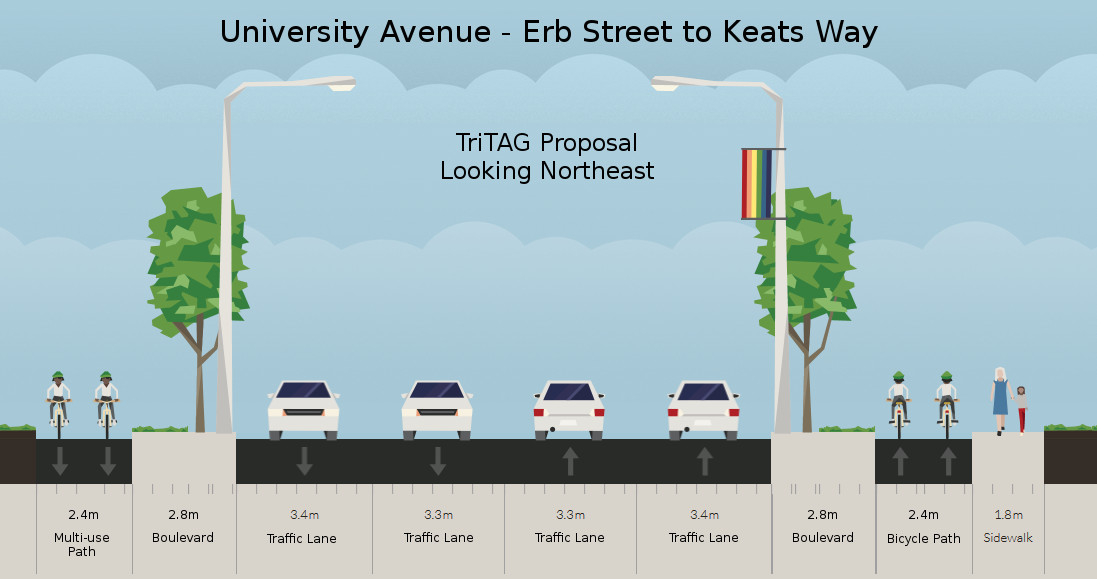 University Avenue - Erb Street to Keats Way
TriTAG Proposal
Looking Northeast
2.4m
Multi-use
Path
2.8m
Boulevard
3.4m
Traffic Lane
3.3m
Traffic Lane
3.3m
Traffic Lane
3.4m
Traffic Lane
2.8m
Boulevard
2.4m
Bicycle Path
1.8m
Sidewalk